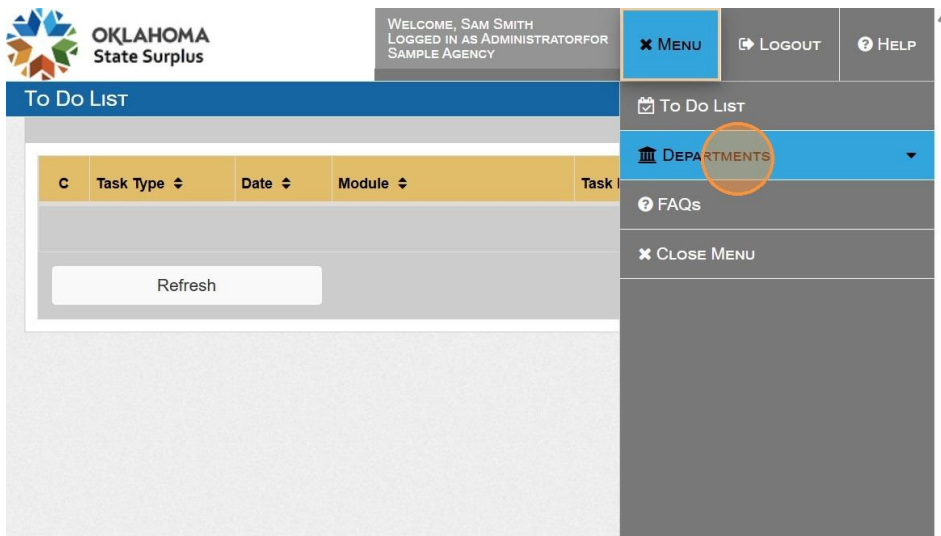 OKLAHOMA
State Surplus
WELCOME, SAM SMITH
LOGGED IN AS ADMINISTRATORFOR
SAMPLE AGENCY
MENU
LOGOUT
HELP
TO DO LIST
TO DO LIST
DEPARTMENTS
FAQS
CLOSE MENU
C Task Type Date Module Task
Refresh